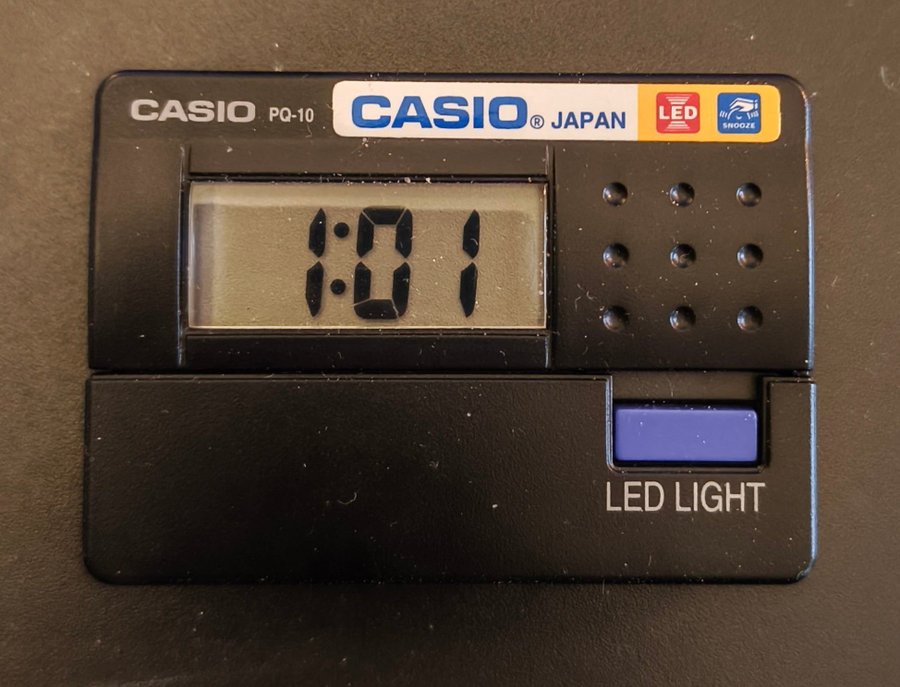 CASIO PQ-10 CASIO® JAPAN LED SNOOZE
1:01
LED LIGHT